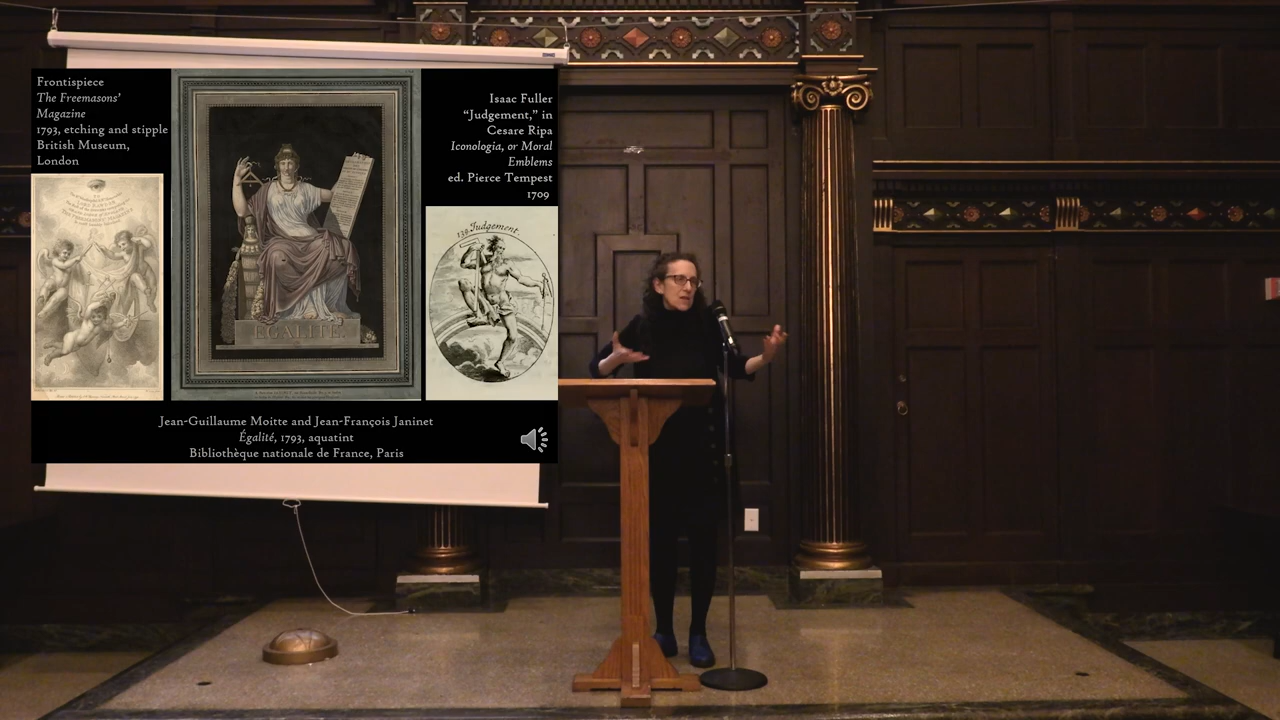 Frontispiece
The Freemasons'
Magazine
1793, etching and stipple
British Museum,
London
Isaac Fuller
“Judgement,” in
Cesare Ripa
Iconologia, or Moral
Emblems
ed. Pierce Tempest
1709
139 Judgement.
EGALITE.
Jean-Guillaume Moitte and Jean-François Janinet
Égalité, 1793, aquatint
Bibliothèque nationale de France, Paris